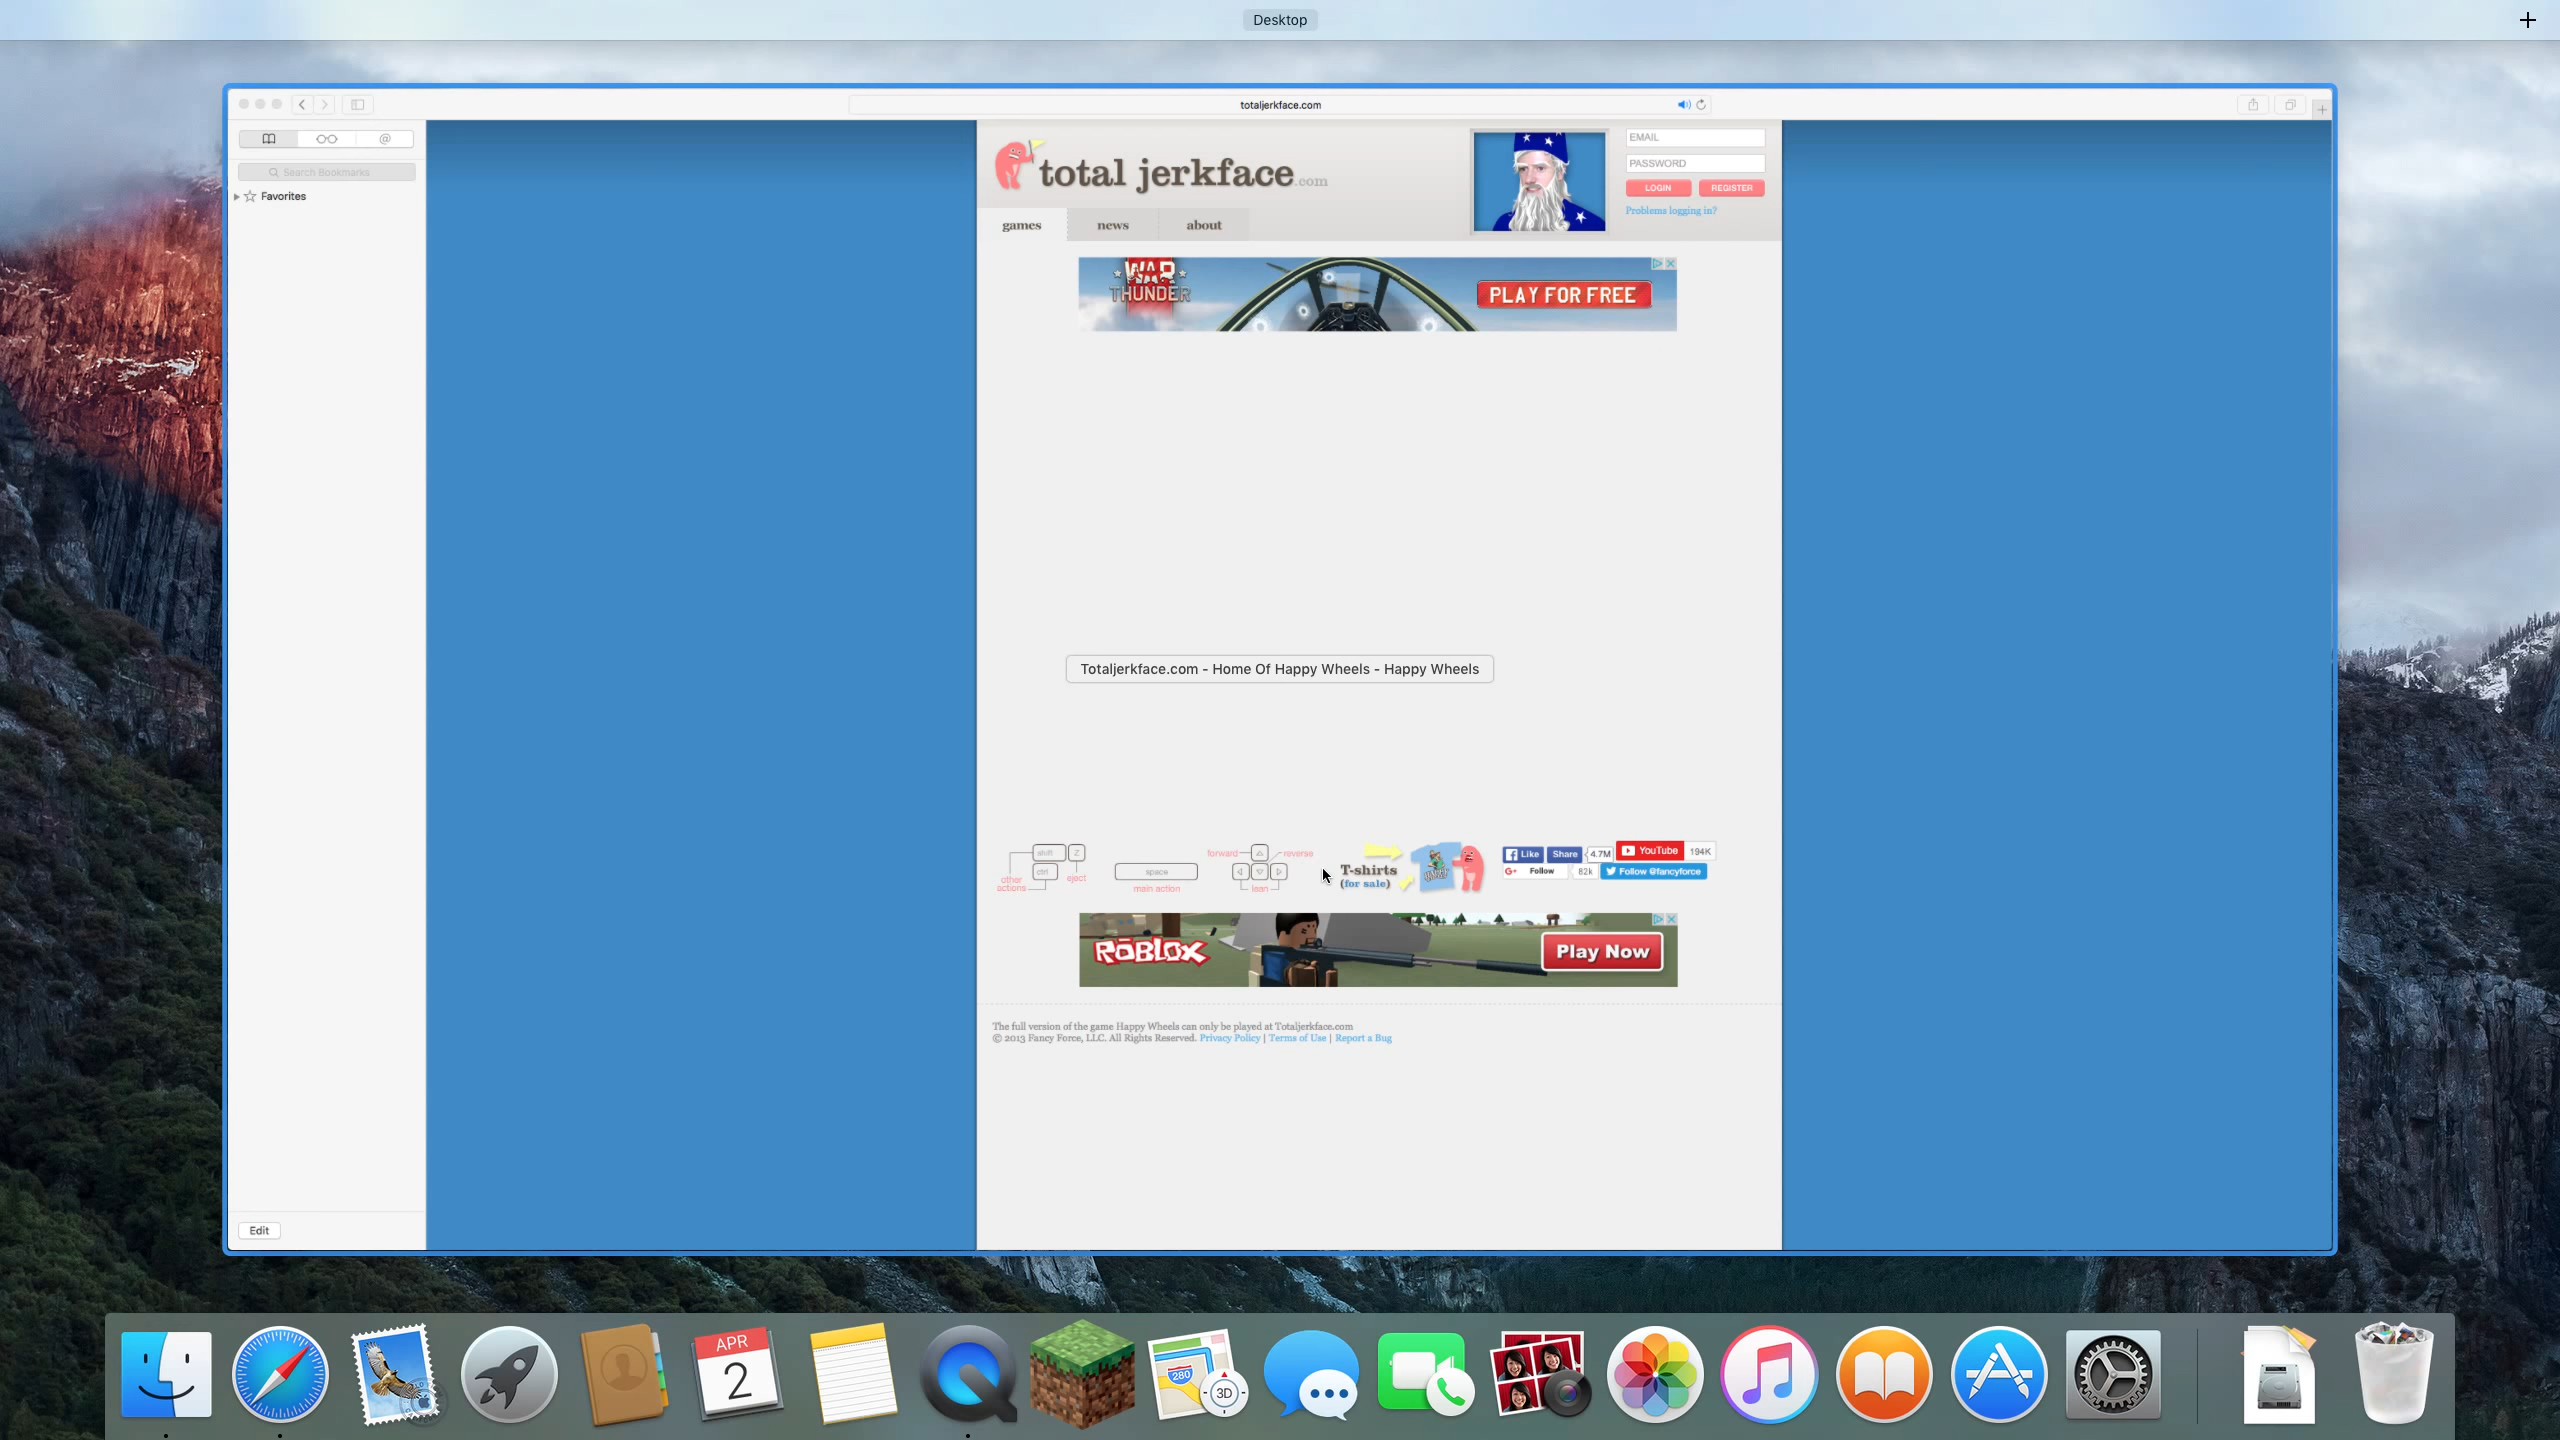 Desktop
totaljerkface.com
Search Bookmarks
Favorites
total jerkface.com
EMAIL
PASSWORD
LOGIN REGISTER
Problems logging in?
games news about
WAR THUNDER
PLAY FOR FREE
Totaljerkface.com - Home Of Happy Wheels - Happy Wheels
shift Z
ctrl
other actions
eject
space
main action
forward reverse
lean
T-shirts
(for sale)
Like Share 4.7M YouTube 194K
G+ Follow 82k Follow @fancyforce
ROBLOX
Play Now
The full version of the game Happy Wheels can only be played at Totaljerkface.com
© 2013 Fancy Force, LLC. All Rights Reserved. Privacy Policy | Terms of Use | Report a Bug
Edit
APR
2
280
3D